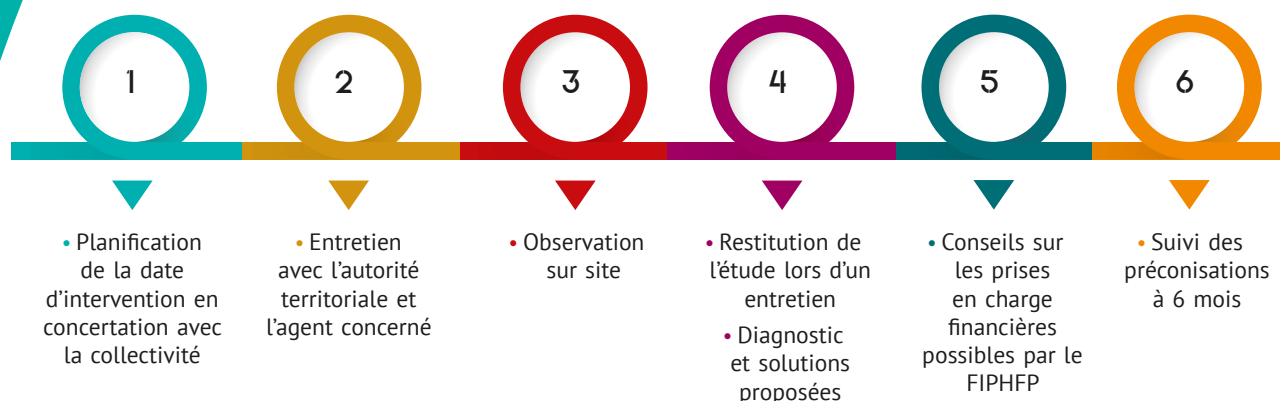 1
• Planification
de la date
d’intervention en
concertation avec
la collectivité
2
• Entretien
avec l’autorité
territoriale et
l’agent concerné
3
• Observation
sur site
4
• Restitution de
l’étude lors d’un
entretien
• Diagnostic
et solutions
proposées
5
• Conseils sur
les prises
en charge
financières
possibles par le
FIPHFP
6
• Suivi des
préconisations
à 6 mois